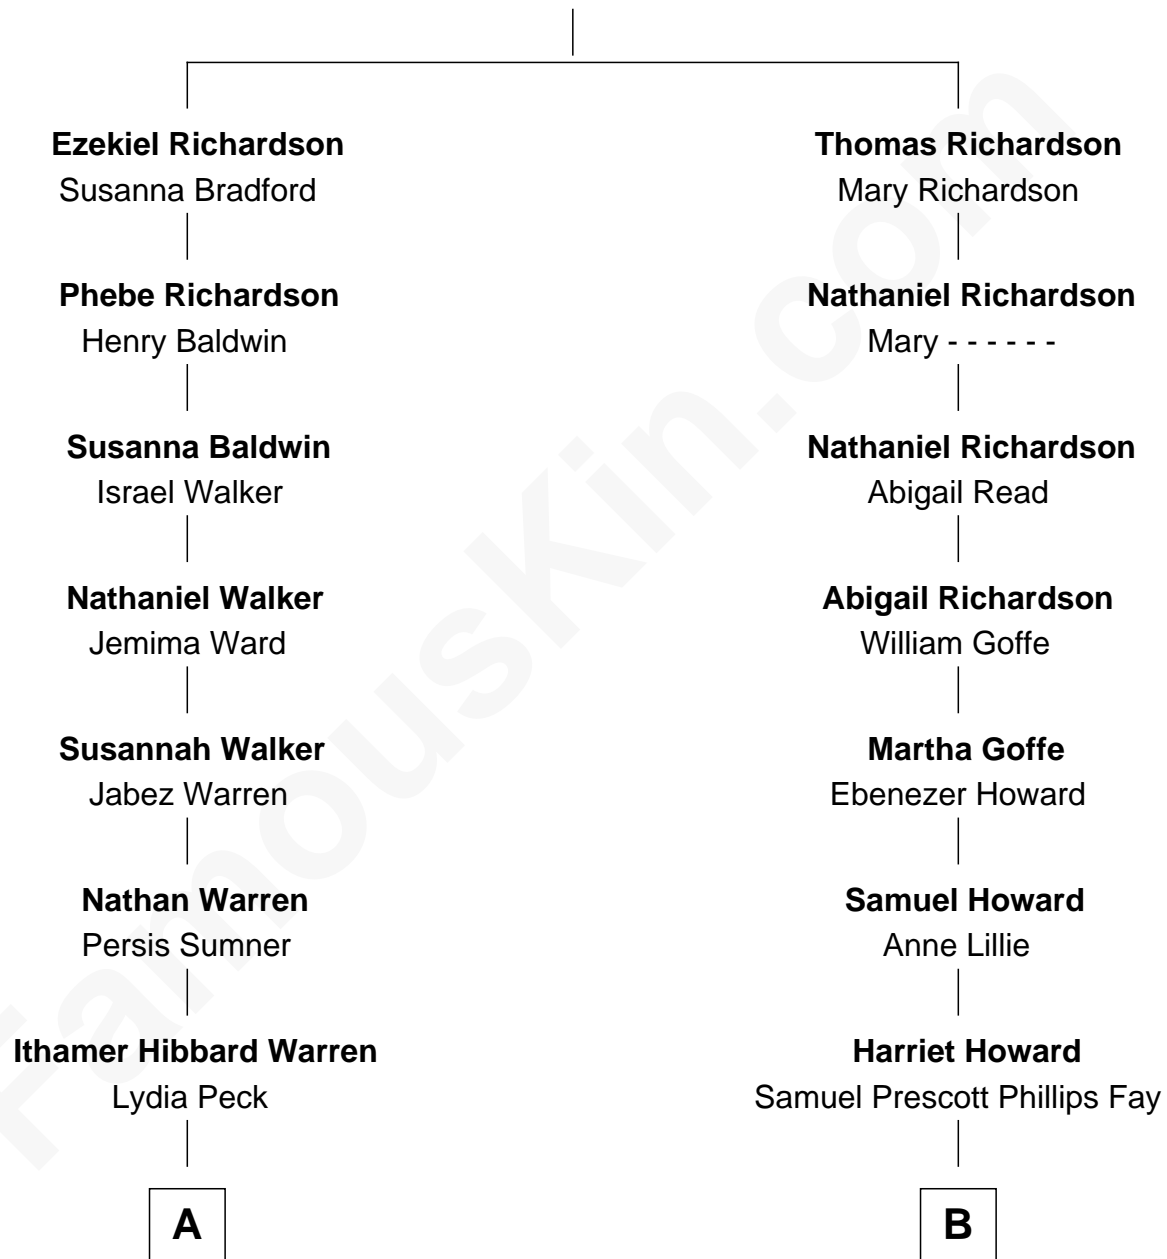 Ezekiel Richardson
Susanna Bradford
Thomas Richardson
Mary Richardson
Phebe Richardson
Henry Baldwin
Nathaniel Richardson
Mary - - - - - -
Susanna Baldwin
Israel Walker
Nathaniel Richardson
Abigail Read
Nathaniel Walker
Jemima Ward
Abigail Richardson
William Goffe
Susannah Walker
Jabez Warren
Martha Goffe
Ebenezer Howard
Nathan Warren
Persis Sumner
Samuel Howard
Anne Lillie
Ithamer Hibbard Warren
Lydia Peck
Harriet Howard
Samuel Prescott Phillips Fay
A
B
FamousKin.com